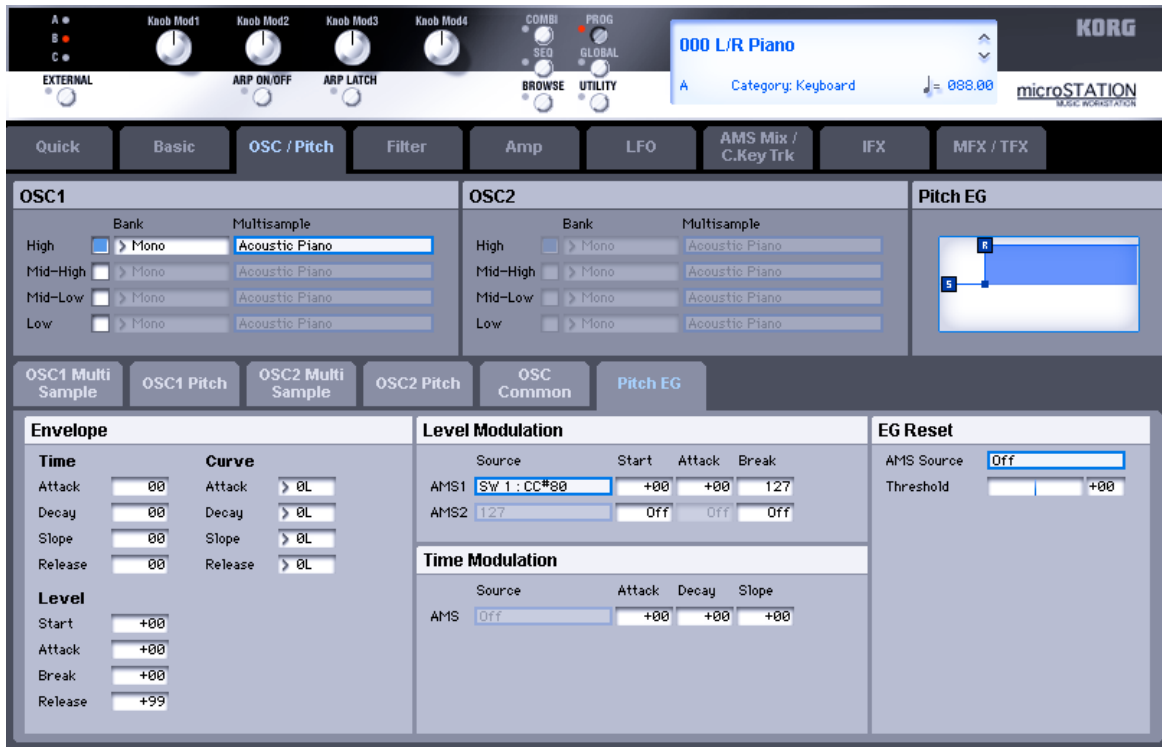 A Knob Mod1 Knob Mod2 Knob Mod3 Knob Mod4 COMBI PROG
B
C
SEQ GLOBAL
EXTERNAL ARP ON/OFF ARP LATCH BROWSE UTILITY
000 L/R Piano
A Category: Keyboard ♩= 088.00
KORG
microSTATION
MUSIC WORKSTATION
Quick Basic OSC / Pitch Filter Amp LFO AMS Mix / C.Key Trk IFX MFX / TFX
OSC1
Bank Multisample
High > Mono Acoustic Piano
Mid-High > Mono Acoustic Piano
Mid-Low > Mono Acoustic Piano
Low > Mono Acoustic Piano
OSC2
Bank Multisample
High > Mono Acoustic Piano
Mid-High > Mono Acoustic Piano
Mid-Low > Mono Acoustic Piano
Low > Mono Acoustic Piano
Pitch EG
R
S
OSC1 Multi Sample OSC1 Pitch OSC2 Multi Sample OSC2 Pitch OSC Common Pitch EG
Envelope
Time Curve
Attack 00 Attack > 0L
Decay 00 Decay > 0L
Slope 00 Slope > 0L
Release 00 Release > 0L
Level
Start +00
Attack +00
Break +00
Release +99
Level Modulation
Source Start Attack Break
AMS1 SW 1 : CC#80 +00 +00 127
AMS2 127 Off Off Off
Time Modulation
Source Attack Decay Slope
AMS Off +00 +00 +00
EG Reset
AMS Source Off
Threshold +00